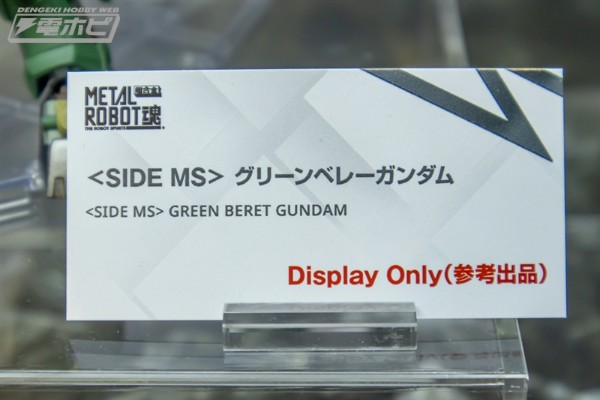 DENGEKI HOBBY WEB
電ホビ
METAL
ROBOT魂
THE ROBOT SPIRITS
<SIDE MS> グリーンベレーガンダム
<SIDE MS> GREEN BERET GUNDAM
Display Only(参考出品)